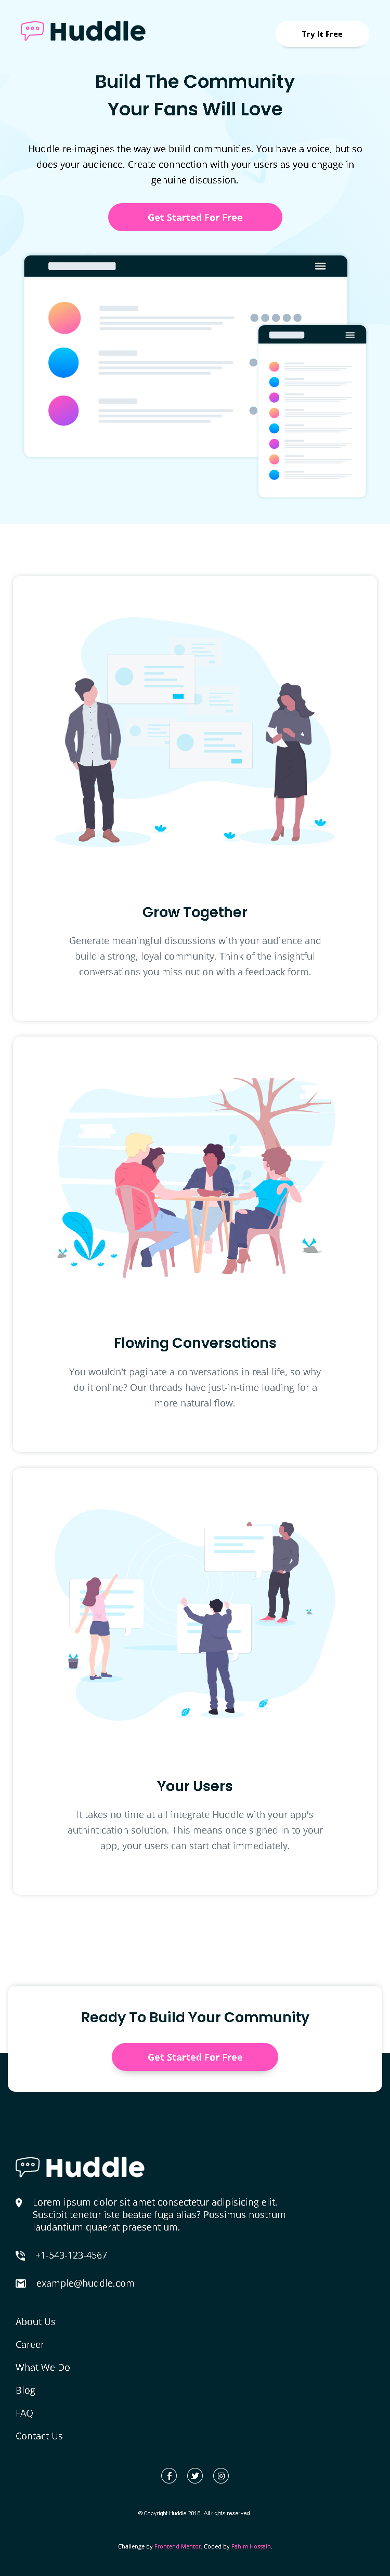 Huddle
Try It Free
Build The Community
Your Fans Will Love
Huddle re-imagines the way we build communities. You have a voice, but so
does your audience. Create connection with your users as you engage in
genuine discussion.
Get Started For Free
Grow Together
Generate meaningful discussions with your audience and
build a strong, loyal community. Think of the insightful
conversations you miss out on with a feedback form.
Flowing Conversations
You wouldn't paginate a conversations in real life, so why
do it online? Our threads have just-in-time loading for a
more natural flow.
Your Users
It takes no time at all integrate Huddle with your app's
authintication solution. This means once signed in to your
app, your users can start chat immediately.
Ready To Build Your Community
Get Started For Free
Huddle
Lorem ipsum dolor sit amet consectetur adipisicing elit.
Suscipit tenetur iste beatae fuga alias? Possimus nostrum
laudantium quaerat praesentium.
+1-543-123-4567
example@huddle.com
About Us
Career
What We Do
Blog
FAQ
Contact Us
© Copyright Huddle 2018. All rights reserved.
Challenge by Frontend Mentor. Coded by Fahim Hossain.